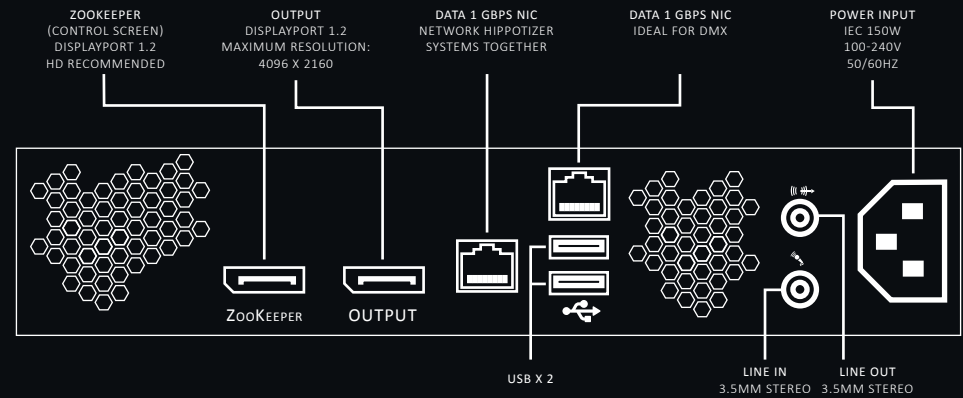 ZOOKEEPER
(CONTROL SCREEN)
DISPLAYPORT 1.2
HD RECOMMENDED
OUTPUT
DISPLAYPORT 1.2
MAXIMUM RESOLUTION:
4096 X 2160
DATA 1 GBPS NIC
NETWORK HIPPOTIZER
SYSTEMS TOGETHER
DATA 1 GBPS NIC
IDEAL FOR DMX
POWER INPUT
IEC 150W
100-240V
50/60HZ
ZOOKEEPER
OUTPUT
USB X 2
LINE IN
3.5MM STEREO
LINE OUT
3.5MM STEREO